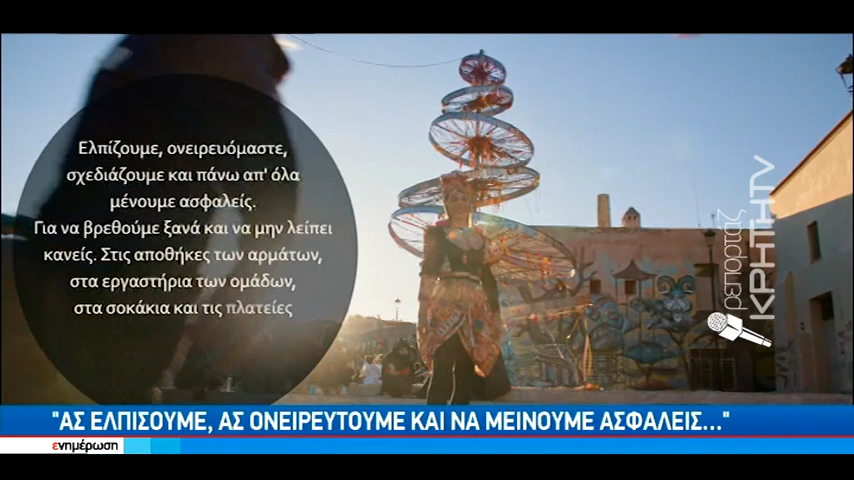 Ελπίζουμε, ονειρευόμαστε,
σχεδιάζουμε και πάνω απ' όλα
μένουμε ασφαλείς.
Για να βρεθούμε ξανά και να μην λείπει
κανείς. Στις αποθήκες των αρμάτων,
στα εργαστήρια των ομάδων,
στα σοκάκια και τις πλατείες
ρεπορτάζ
ΚΡΗΤΗTV
"ΑΣ ΕΛΠΙΣΟΥΜΕ, ΑΣ ΟΝΕΙΡΕΥΤΟΥΜΕ ΚΑΙ ΝΑ ΜΕΙΝΟΥΜΕ ΑΣΦΑΛΕΙΣ..."
ενημέρωση